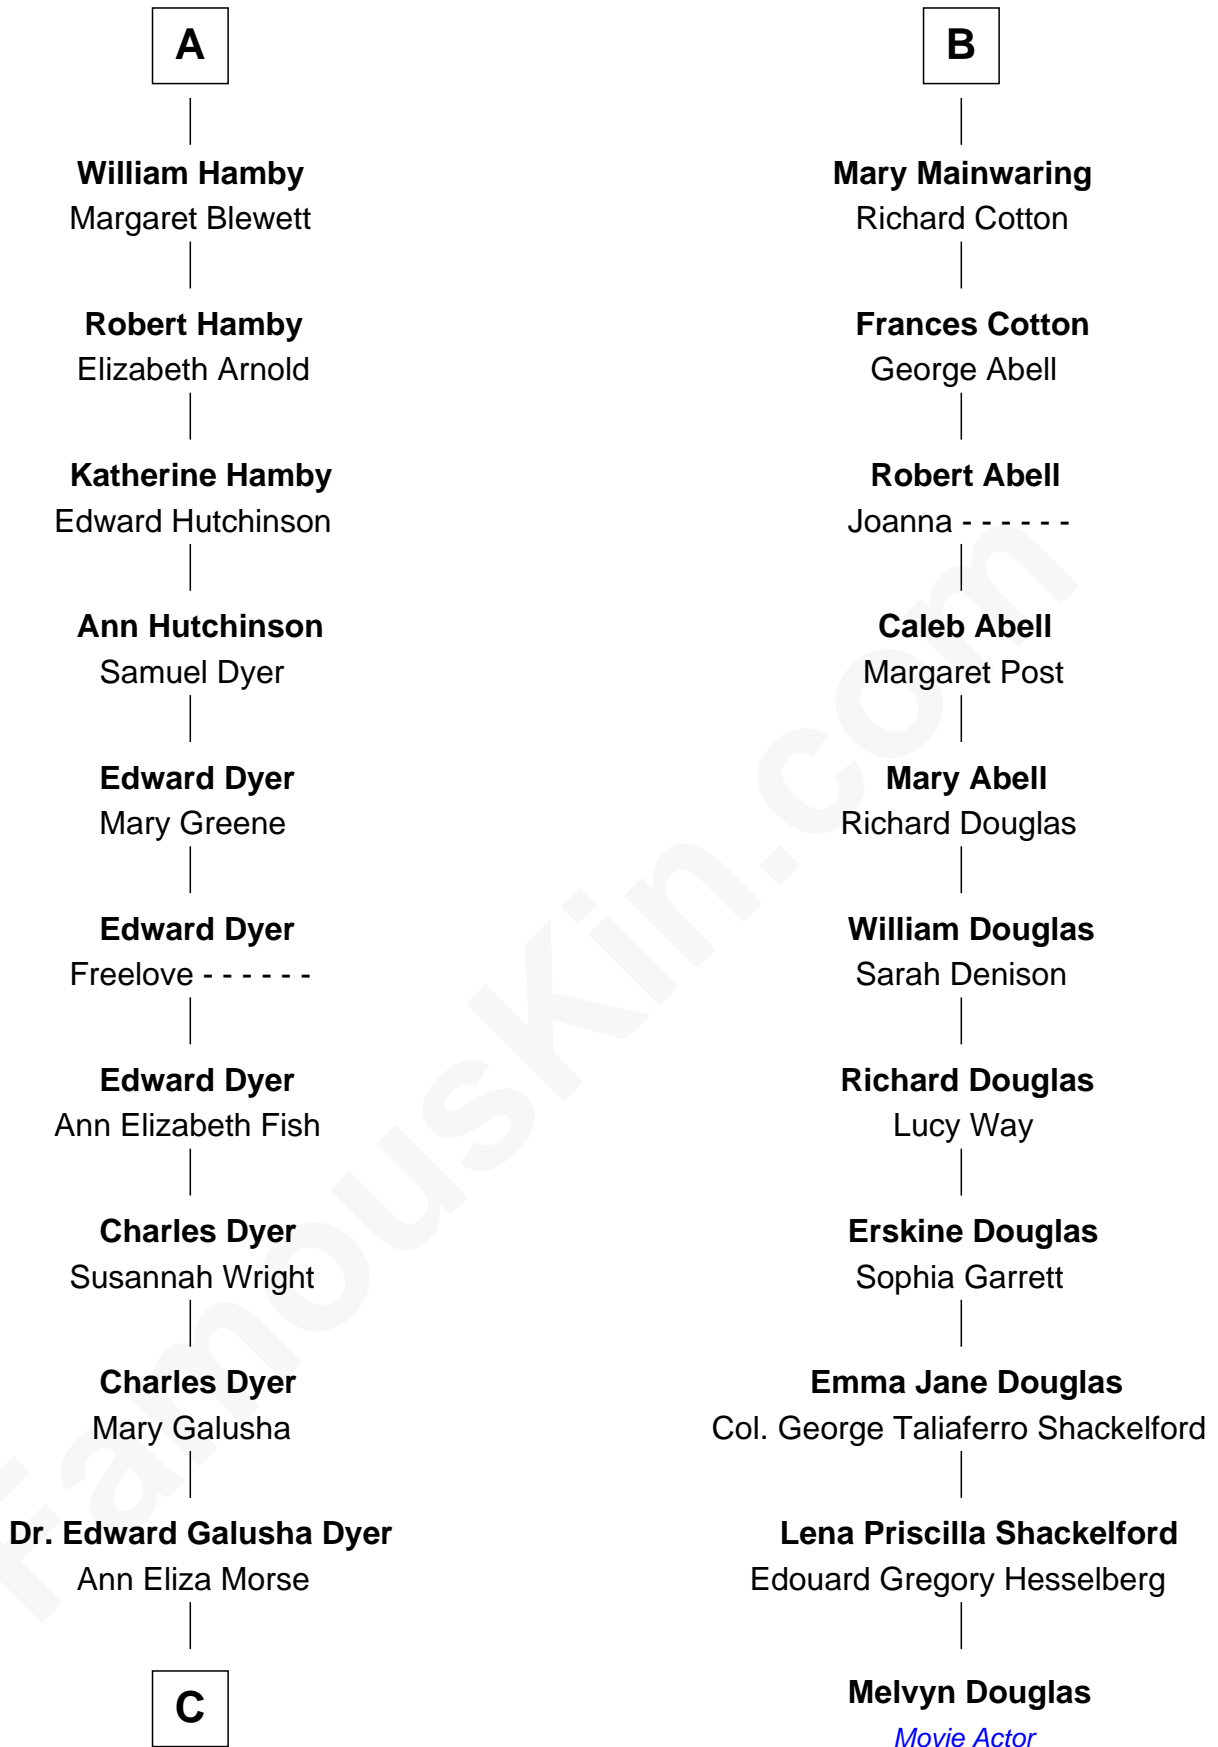 A
William Hamby
Margaret Blewett
Robert Hamby
Elizabeth Arnold
Katherine Hamby
Edward Hutchinson
Ann Hutchinson
Samuel Dyer
Edward Dyer
Mary Greene
Edward Dyer
Freelove - - - - - -
Edward Dyer
Ann Elizabeth Fish
Charles Dyer
Susannah Wright
Charles Dyer
Mary Galusha
Dr. Edward Galusha Dyer
Ann Eliza Morse
C
B
Mary Mainwaring
Richard Cotton
Frances Cotton
George Abell
Robert Abell
Joanna - - - - - -
Caleb Abell
Margaret Post
Mary Abell
Richard Douglas
William Douglas
Sarah Denison
Richard Douglas
Lucy Way
Erskine Douglas
Sophia Garrett
Emma Jane Douglas
Col. George Taliaferro Shackelford
Lena Priscilla Shackelford
Edouard Gregory Hesselberg
Melvyn Douglas
Movie Actor
FamousKin.com